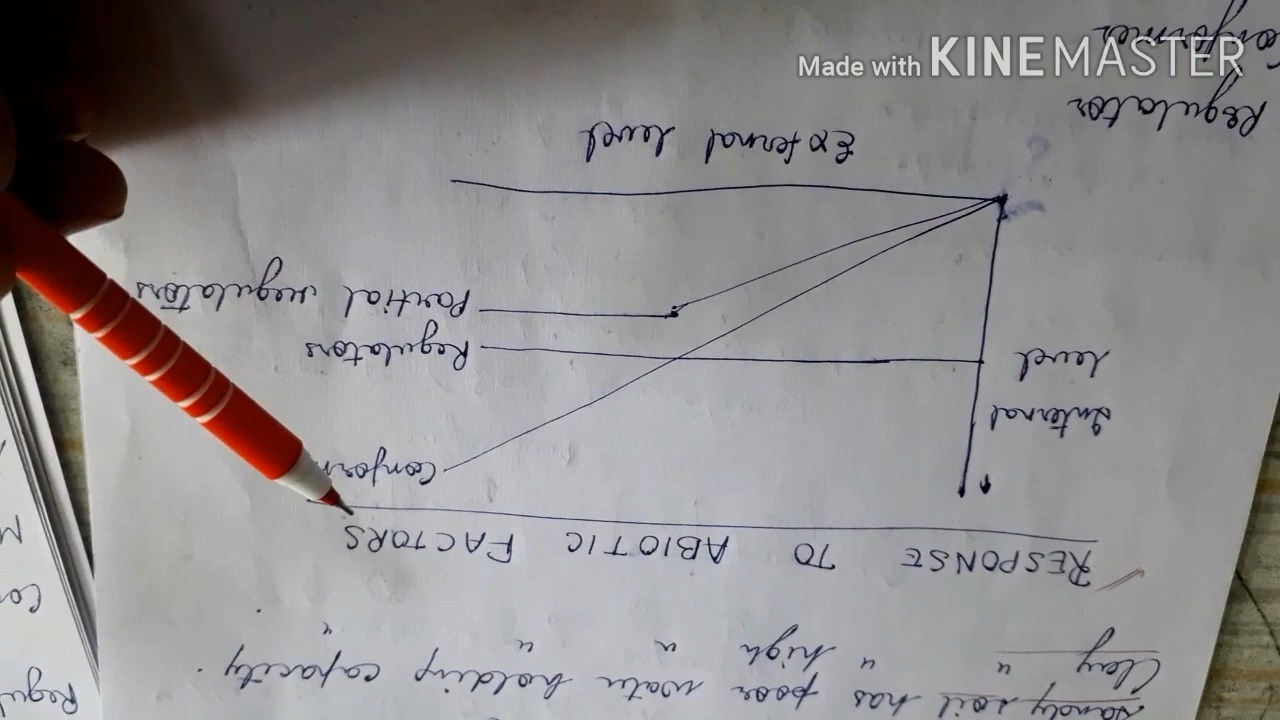 Made with KINEMASTER
Sandy soil has poor water holding capacity.
Clay " " high " " "
RESPONSE TO ABIOTIC FACTORS
Internal
level
Regulators
Partial regulators
External level
Regulator